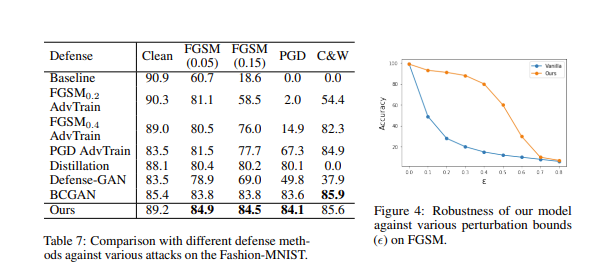 Defense Clean FGSM (0.05) FGSM (0.15) PGD C&W
Baseline 90.9 60.7 18.6 0.0 0.0
FGSM0.2 AdvTrain 90.3 81.1 58.5 2.0 54.4
FGSM0.4 AdvTrain 89.0 80.5 76.0 14.9 82.3
PGD AdvTrain 83.5 81.5 77.7 67.3 84.9
Distillation 88.1 80.4 80.2 80.1 0.0
Defense-GAN 83.5 78.9 69.0 49.8 37.9
BCGAN 85.4 83.8 83.8 83.6 85.9
Ours 89.2 84.9 84.5 84.1 85.6
Table 7: Comparison with different defense meth-
ods against various attacks on the Fashion-MNIST.
Vanilla
Ours
Accuracy
100
80
60
40
20
0.0 0.1 0.2 0.3 0.4 0.5 0.6 0.7 0.8
ε
Figure 4: Robustness of our model
against various perturbation bounds
(ϵ) on FGSM.